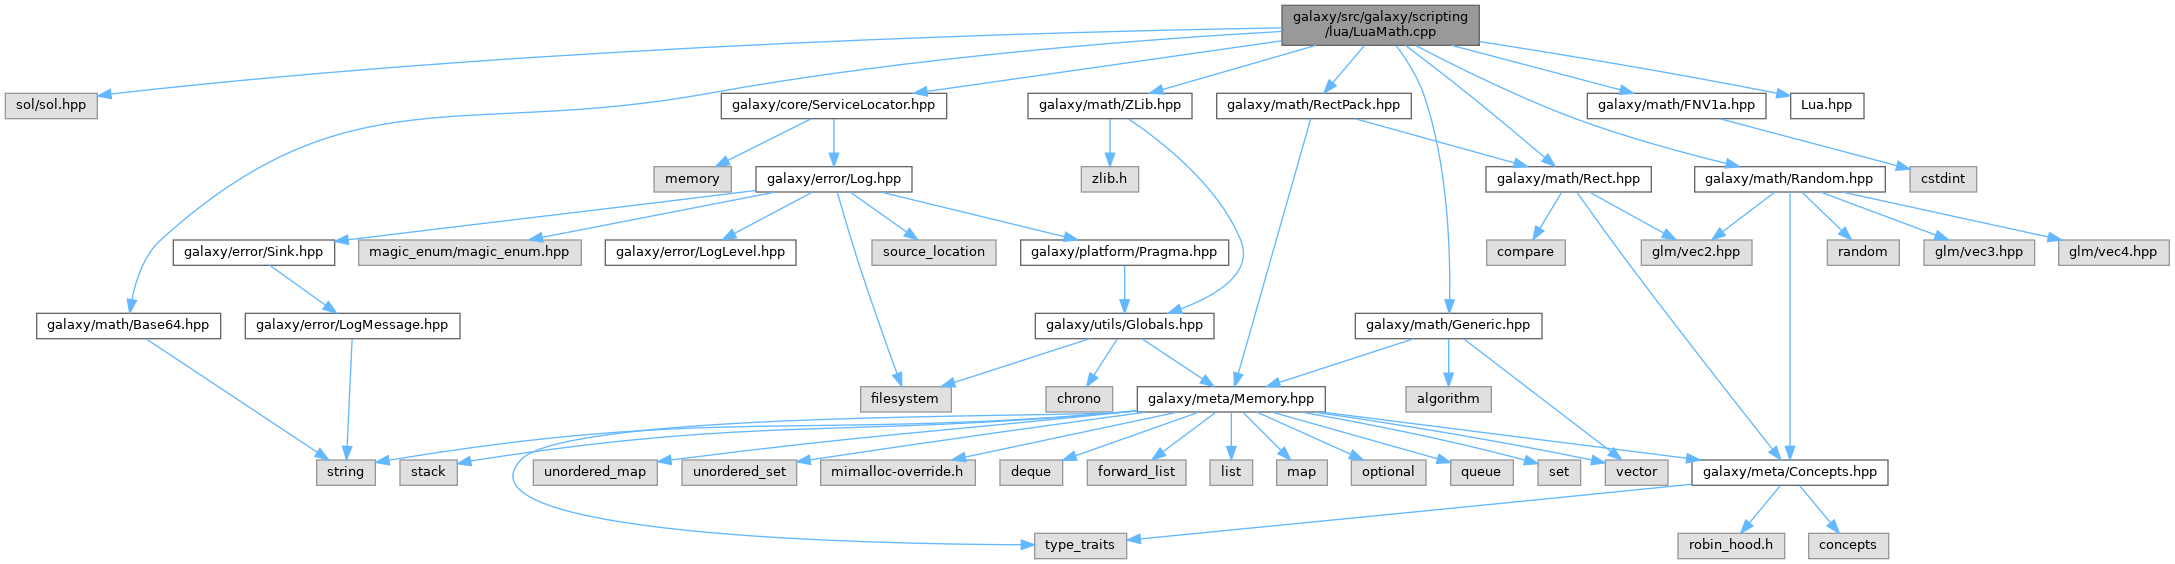 galaxy/src/galaxy/scripting
/lua/LuaMath.cpp
sol/sol.hpp
galaxy/core/ServiceLocator.hpp
galaxy/math/ZLib.hpp
galaxy/math/RectPack.hpp
galaxy/math/FNV1a.hpp
Lua.hpp
memory
galaxy/error/Log.hpp
zlib.h
galaxy/math/Rect.hpp
galaxy/math/Random.hpp
cstdint
galaxy/error/Sink.hpp
magic_enum/magic_enum.hpp
galaxy/error/LogLevel.hpp
source_location
galaxy/platform/Pragma.hpp
compare
glm/vec2.hpp
random
glm/vec3.hpp
glm/vec4.hpp
galaxy/math/Base64.hpp
galaxy/error/LogMessage.hpp
galaxy/utils/Globals.hpp
galaxy/math/Generic.hpp
filesystem
chrono
galaxy/meta/Memory.hpp
algorithm
string
stack
unordered_map
unordered_set
mimalloc-override.h
deque
forward_list
list
map
optional
queue
set
vector
galaxy/meta/Concepts.hpp
type_traits
robin_hood.h
concepts